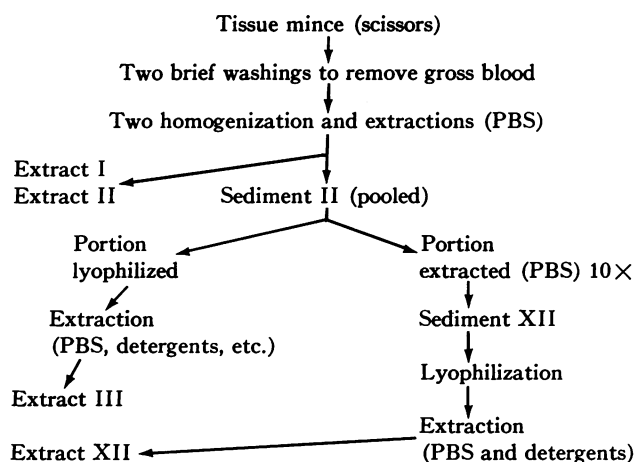 Tissue mince (scissors)
Two brief washings to remove gross blood
Two homogenization and extractions (PBS)
Extract I
Extract II
Sediment II (pooled)
Portion
lyophilized
Portion
extracted (PBS) 10×
Extraction
(PBS, detergents, etc.)
Sediment XII
Lyophilization
Extract III
Extraction
(PBS and detergents)
Extract XII